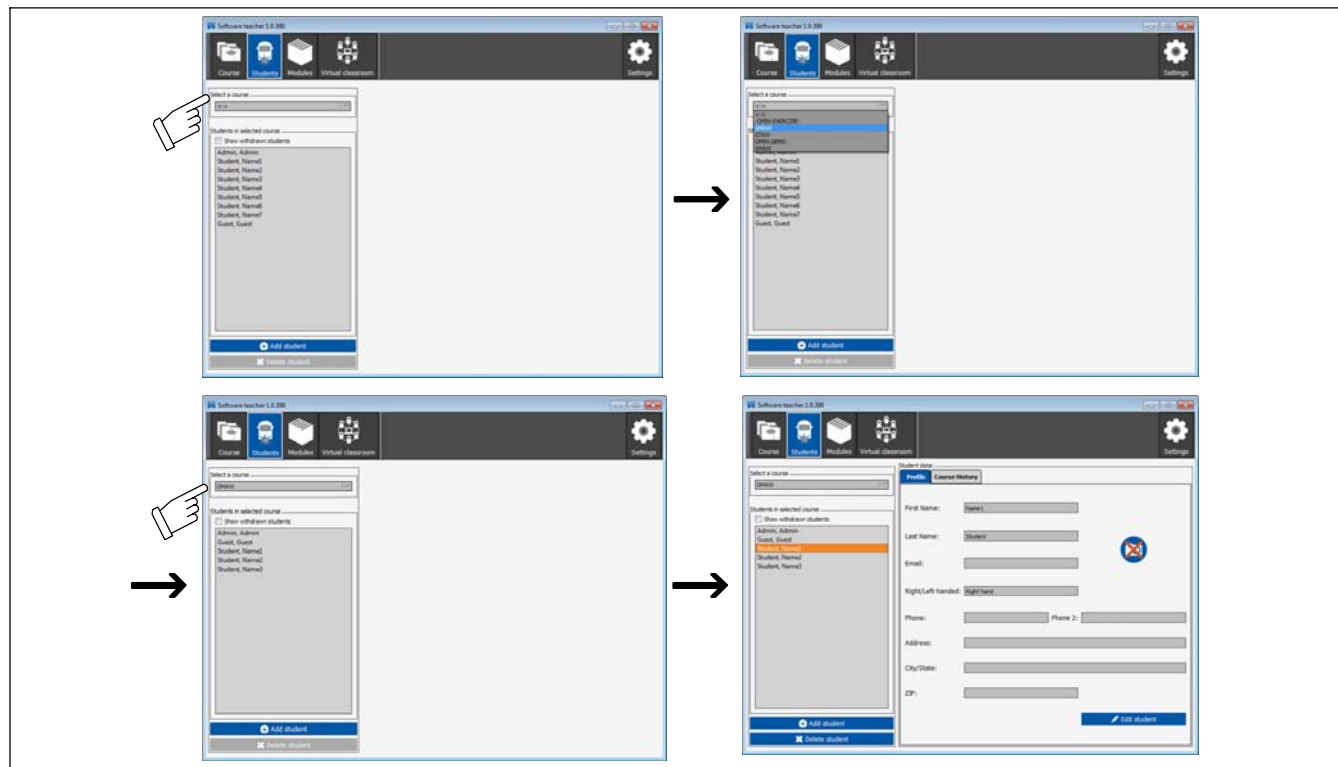 Software teacher 1.0.390
Course Students Modules Virtual classroom Settings
Select a course
Students in selected course
Show withdrawn students
Admin, Admin
Student, Name1
Student, Name2
Student, Name3
Student, Name4
Student, Name5
Student, Name6
Student, Name7
Guest, Guest
Add student
Delete student
Software teacher 1.0.390
Course Students Modules Virtual classroom Settings
Select a course
-OPEN EXERCISE-
GMAW
GTAW
OPEN DEMO-
SMAW
Student, Name1
Student, Name2
Student, Name3
Student, Name4
Student, Name5
Student, Name6
Student, Name7
Guest, Guest
Add student
Delete student
Software teacher 1.0.390
Course Students Modules Virtual classroom Settings
Select a course
GMAW
Students in selected course
Show withdrawn students
Admin, Admin
Guest, Guest
Student, Name1
Student, Name2
Student, Name3
Add student
Delete student
Software teacher 1.0.390
Course Students Modules Virtual classroom Settings
Select a course
GMAW
Students in selected course
Show withdrawn students
Admin, Admin
Guest, Guest
Student, Name1
Student, Name2
Student, Name3
Add student
Delete student
Student data:
Profile Course History
First Name: Name1
Last Name: Student
Email:
Right/Left-handed: Right hand
Phone: Phone 2:
Address:
City/State:
ZIP:
Edit student